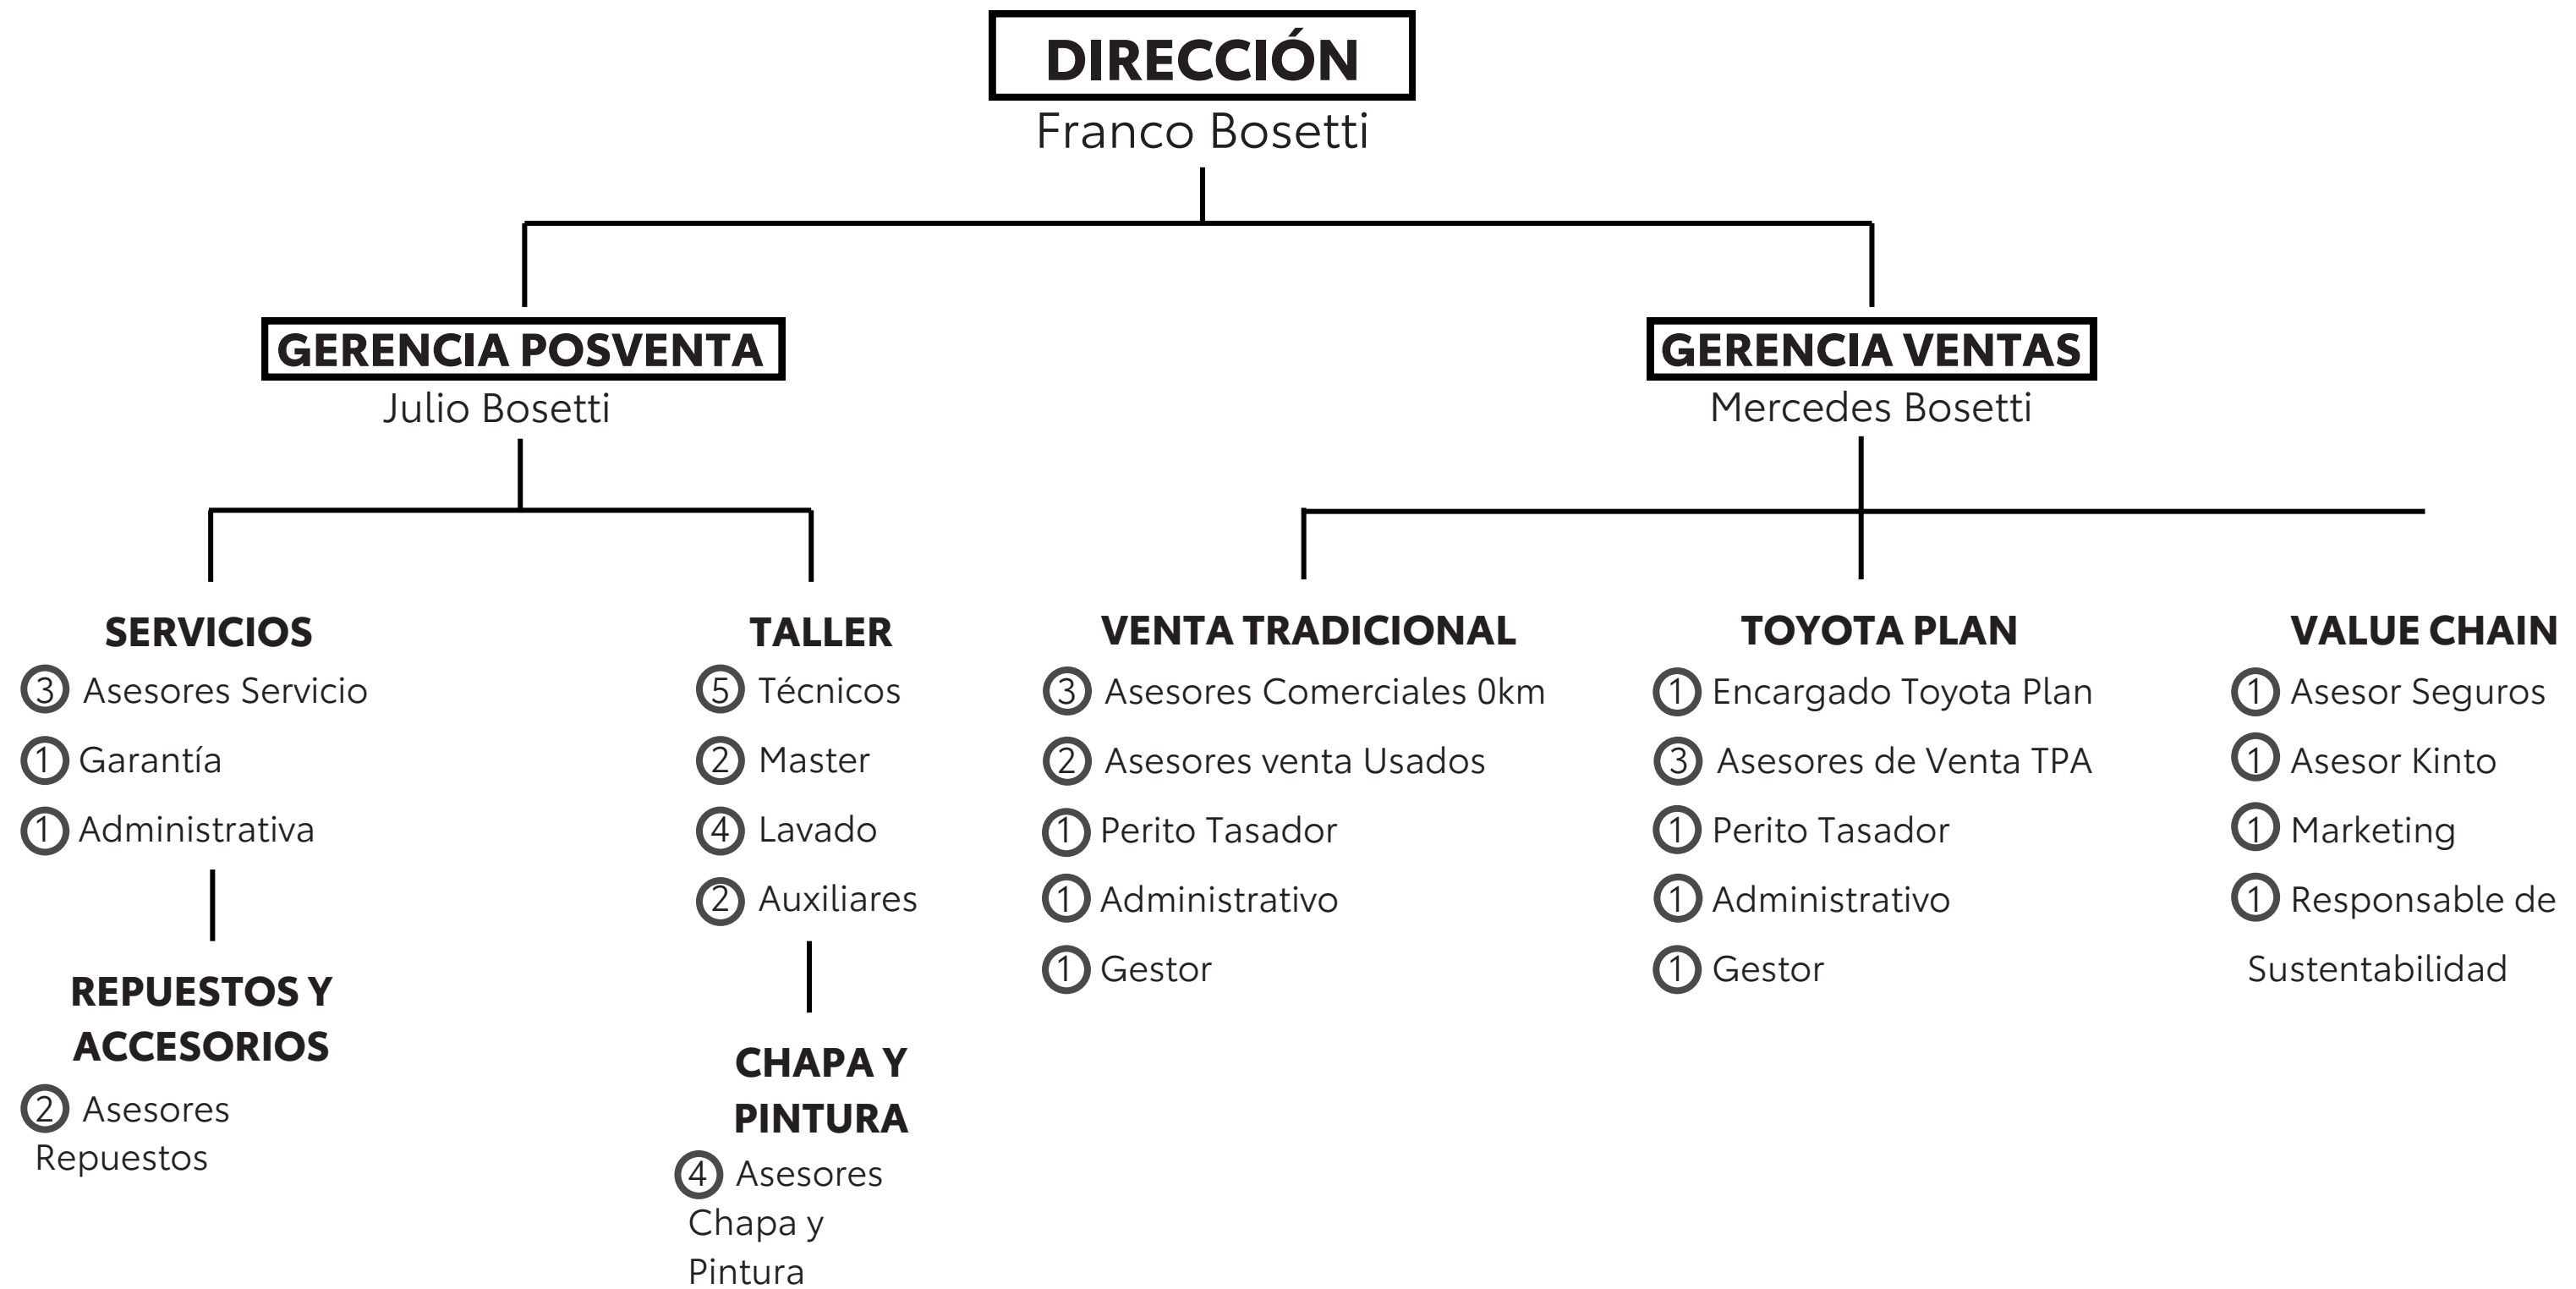 DIRECCIÓN
Franco Bosetti
GERENCIA POSVENTA
Julio Bosetti
GERENCIA VENTAS
Mercedes Bosetti
SERVICIOS
3 Asesores Servicio
1 Garantía
1 Administrativa
REPUESTOS Y
ACCESORIOS
2 Asesores
Repuestos
TALLER
5 Técnicos
2 Master
4 Lavado
2 Auxiliares
CHAPA Y
PINTURA
4 Asesores
Chapa y
Pintura
VENTA TRADICIONAL
3 Asesores Comerciales 0km
2 Asesores venta Usados
1 Perito Tasador
1 Administrativo
1 Gestor
TOYOTA PLAN
1 Encargado Toyota Plan
3 Asesores de Venta TPA
1 Perito Tasador
1 Administrativo
1 Gestor
VALUE CHAIN
1 Asesor Seguros
1 Asesor Kinto
1 Marketing
1 Responsable de
Sustentabilidad